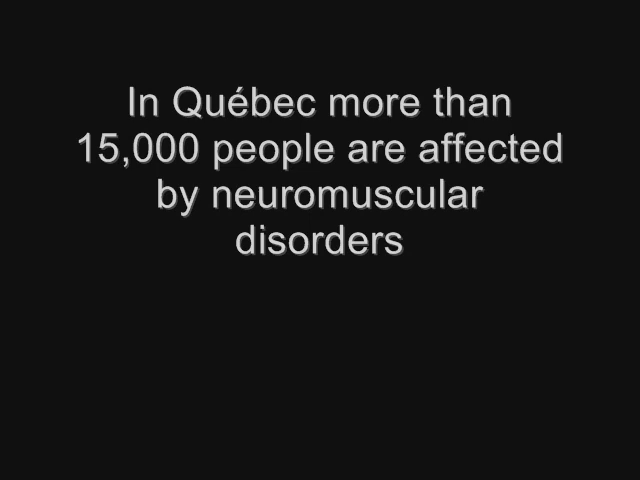 In Québec more than
15,000 people are affected
by neuromuscular
disorders